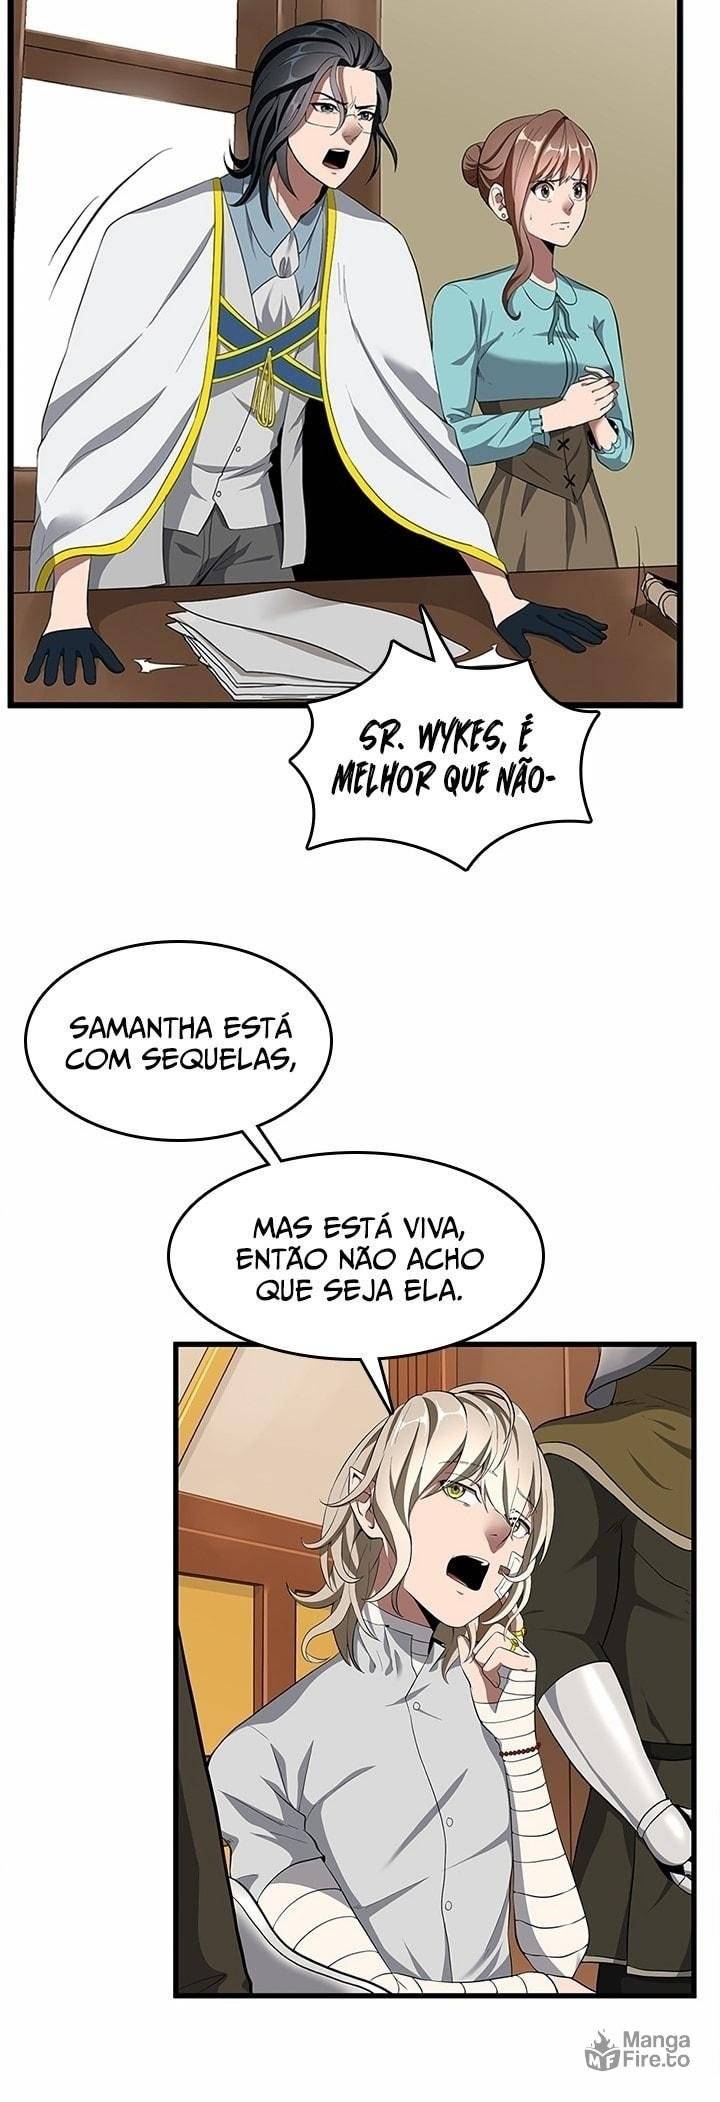 SR. WYKES, É
MELHOR QUE NÃO-
SAMANTHA ESTÁ
COM SEQUELAS,
MAS ESTÁ VIVA,
ENTÃO NÃO ACHO
QUE SEJA ELA.
MF
Manga
Fire.to